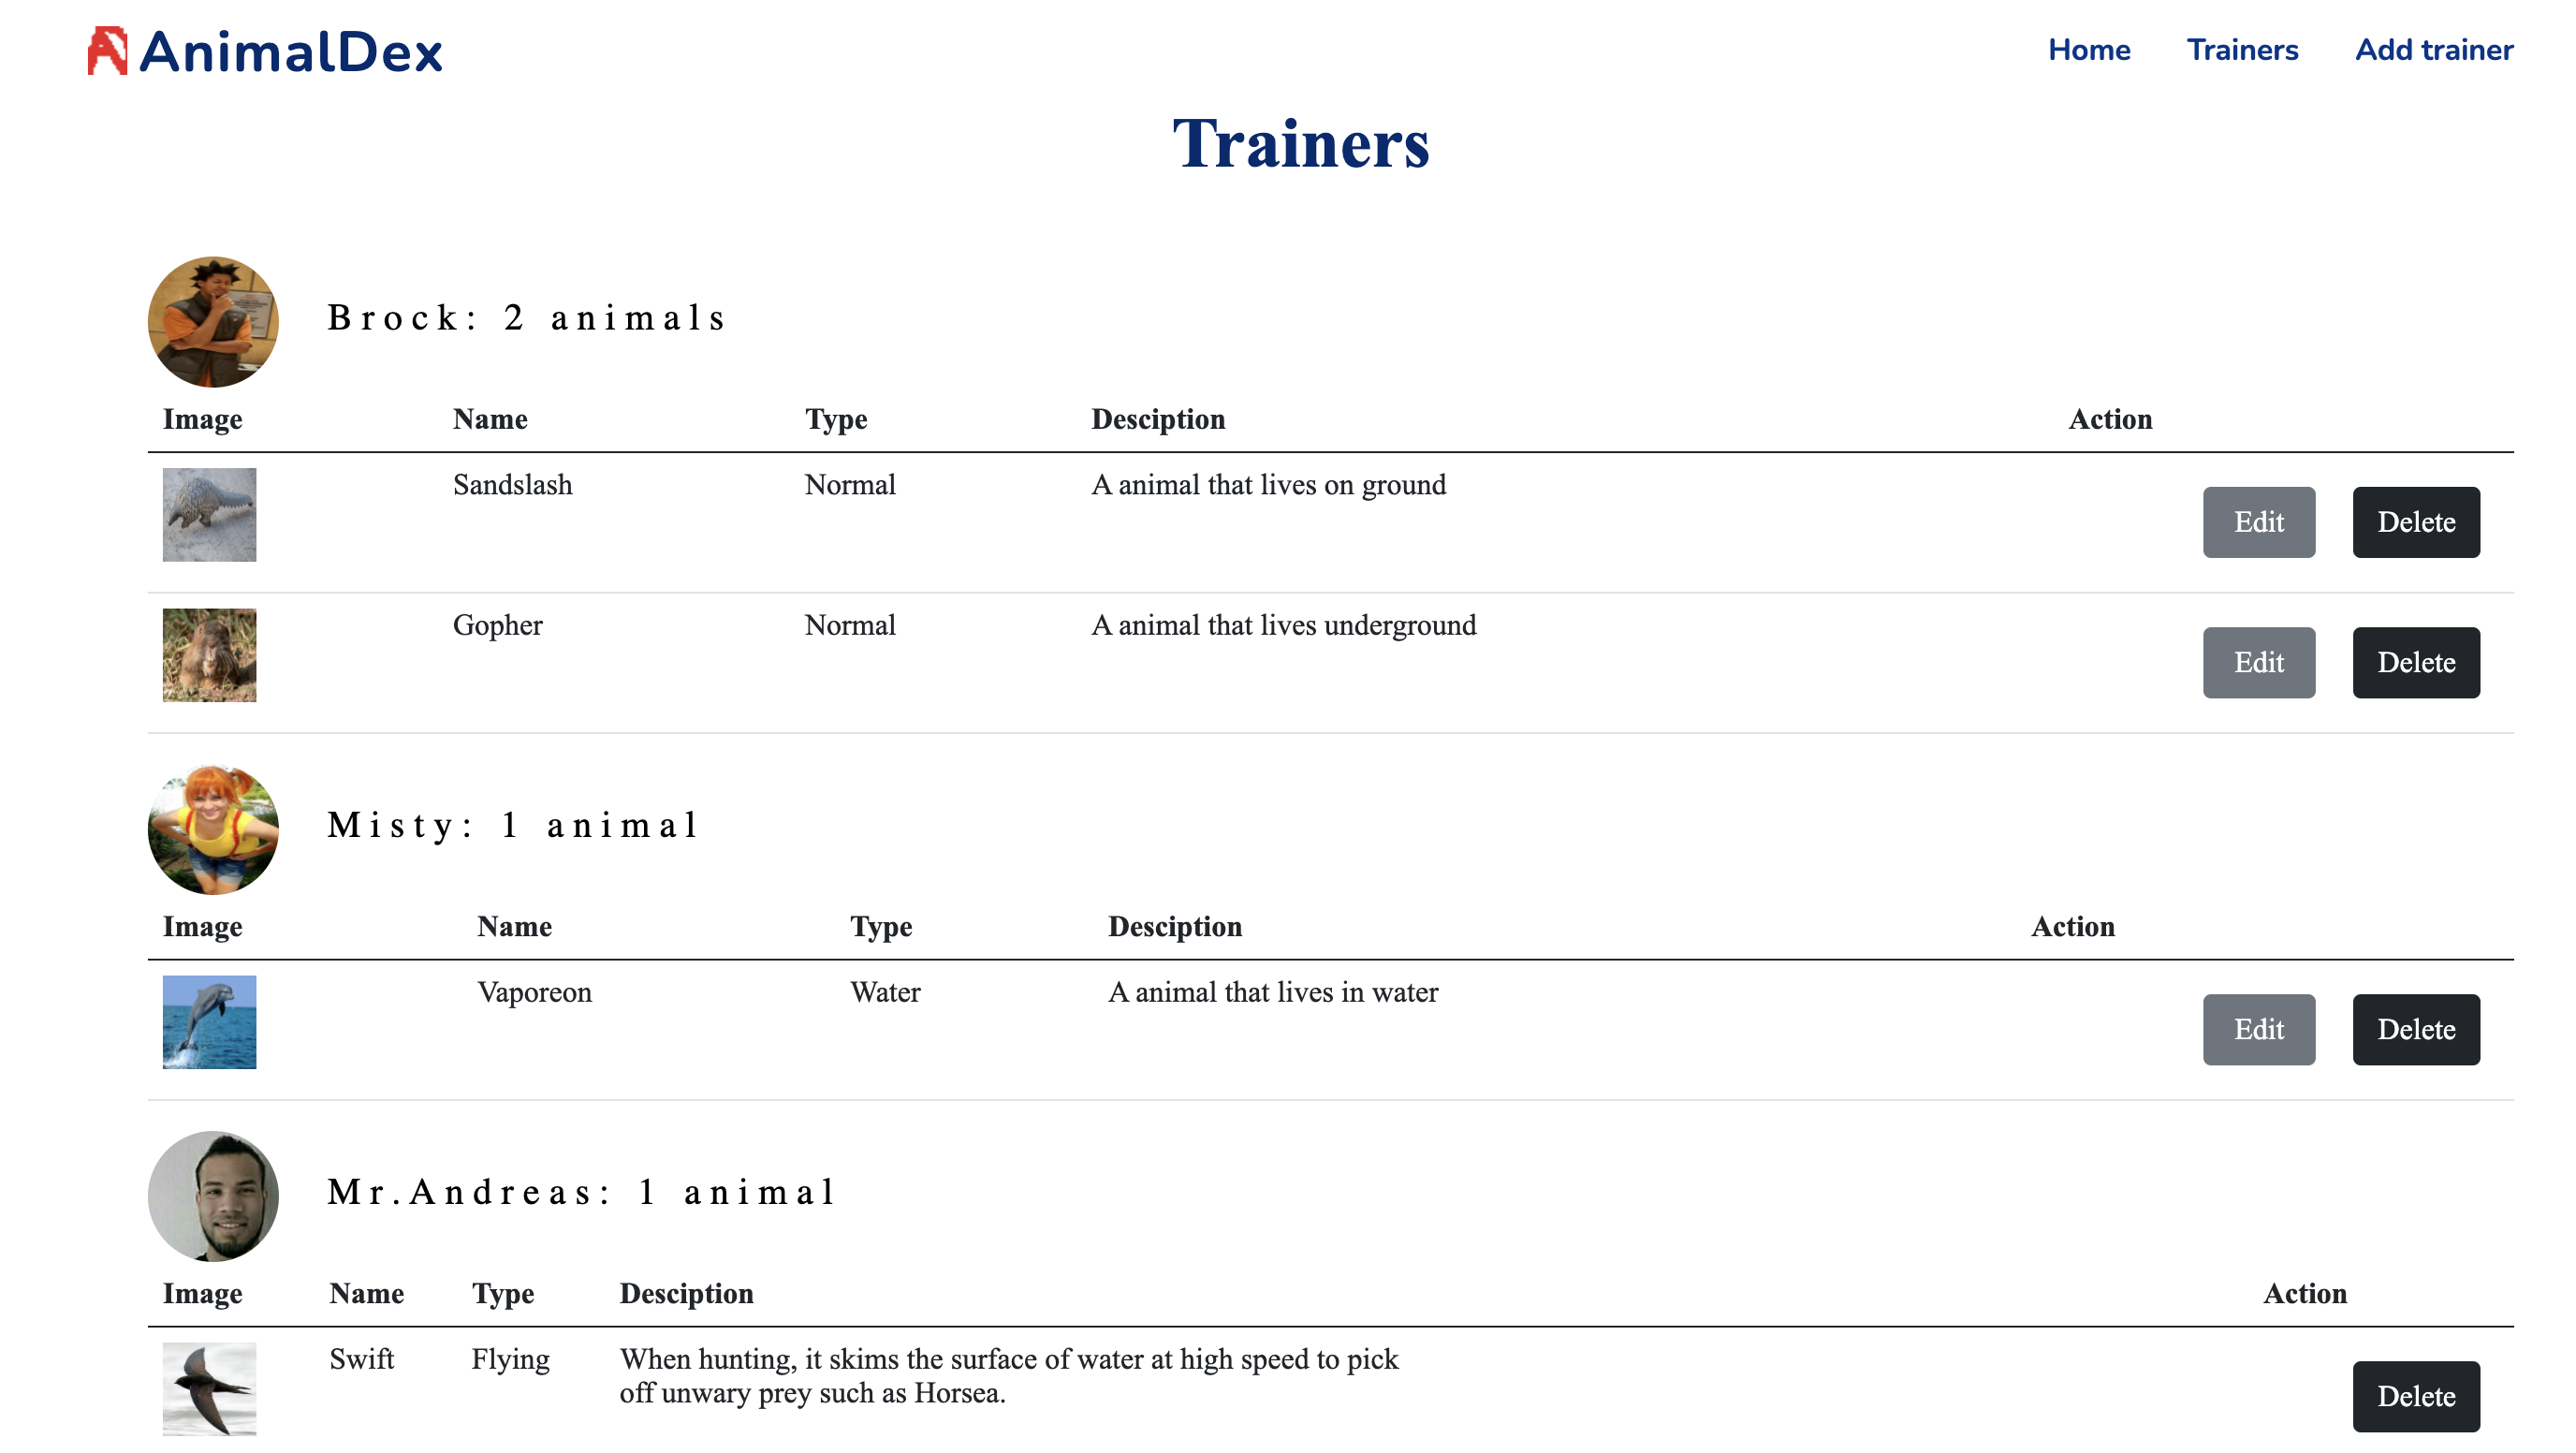 AnimalDex Home Trainers Add trainer
Trainers
Brock: 2 animals
Image Name Type Desciption Action
Sandslash Normal A animal that lives on ground Edit Delete
Gopher Normal A animal that lives underground Edit Delete
Misty: 1 animal
Image Name Type Desciption Action
Vaporeon Water A animal that lives in water Edit Delete
Mr.Andreas: 1 animal
Image Name Type Desciption Action
Swift Flying When hunting, it skims the surface of water at high speed to pick
off unwary prey such as Horsea.
Delete